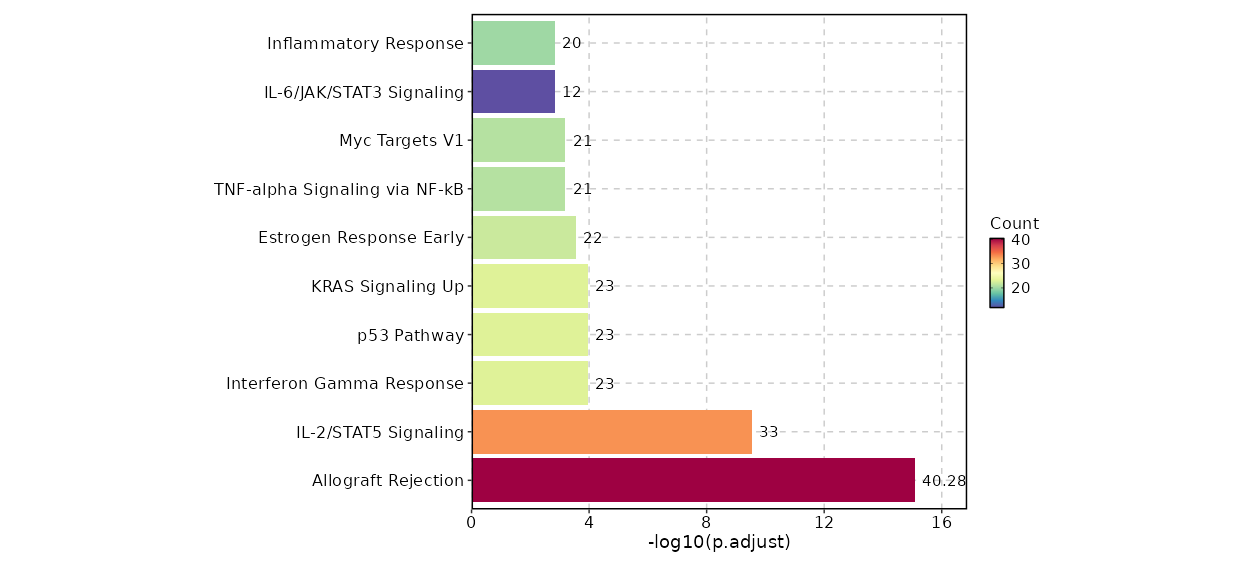 Inflammatory Response 20
IL-6/JAK/STAT3 Signaling 12
Myc Targets V1 21
TNF-alpha Signaling via NF-kB 21
Estrogen Response Early 22
KRAS Signaling Up 23
p53 Pathway 23
Interferon Gamma Response 23
IL-2/STAT5 Signaling 33
Allograft Rejection 40.28
0 4 8 12 16
-log10(p.adjust)
Count
40
30
20